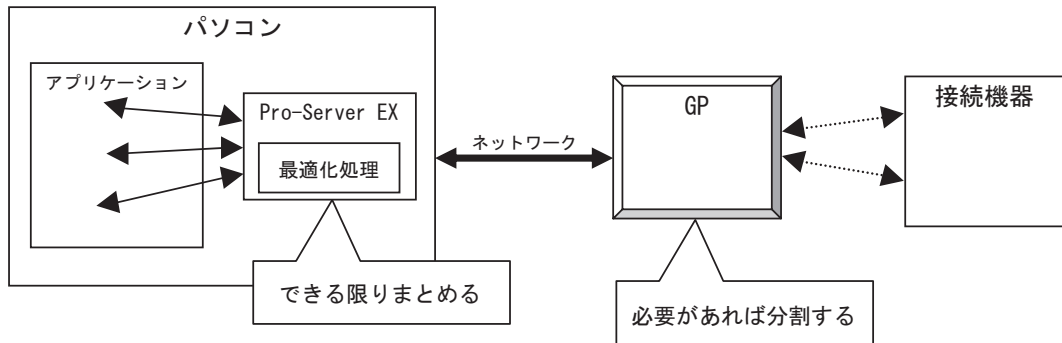 パソコン
アプリケーション
Pro-Server EX
最適化処理
できる限りまとめる
ネットワーク
GP
必要があれば分割する
接続機器